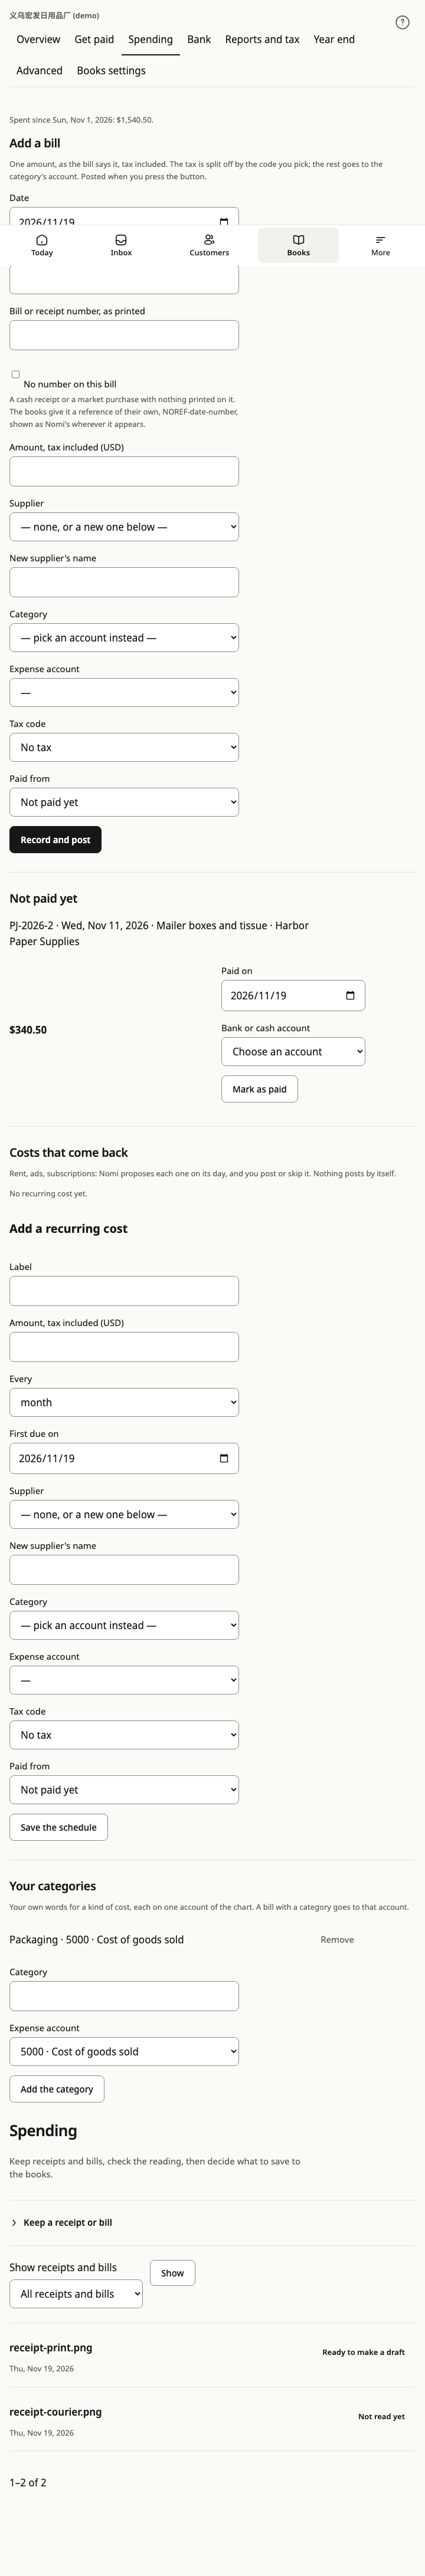 义乌宏发日用品厂 (demo)
Overview
Get paid
Spending
Bank
Reports and tax
Year end
Advanced
Books settings
Spent since Sun, Nov 1, 2026: $1,540.50.
Add a bill
One amount, as the bill says it, tax included. The tax is split off by the code you pick; the rest goes to the
category's account. Posted when you press the button.
Date
2026/11/19
Today
Inbox
Customers
Books
More
Bill or receipt number, as printed
No number on this bill
A cash receipt or a market purchase with nothing printed on it.
The books give it a reference of their own, NOREF-date-number,
shown as Nomi's wherever it appears.
Amount, tax included (USD)
Supplier
— none, or a new one below —
New supplier's name
Category
— pick an account instead —
Expense account
—
Tax code
No tax
Paid from
Not paid yet
Record and post
Not paid yet
PJ-2026-2 · Wed, Nov 11, 2026 · Mailer boxes and tissue · Harbor
Paper Supplies
Paid on
2026/11/19
$340.50
Bank or cash account
Choose an account
Mark as paid
Costs that come back
Rent, ads, subscriptions: Nomi proposes each one on its day, and you post or skip it. Nothing posts by itself.
No recurring cost yet.
Add a recurring cost
Label
Amount, tax included (USD)
Every
month
First due on
2026/11/19
Supplier
— none, or a new one below —
New supplier's name
Category
— pick an account instead —
Expense account
—
Tax code
No tax
Paid from
Not paid yet
Save the schedule
Your categories
Your own words for a kind of cost, each on one account of the chart. A bill with a category goes to that account.
Packaging · 5000 · Cost of goods sold
Remove
Category
Expense account
5000 · Cost of goods sold
Add the category
Spending
Keep receipts and bills, check the reading, then decide what to save to
the books.
Keep a receipt or bill
Show receipts and bills
All receipts and bills
Show
receipt-print.png
Ready to make a draft
Thu, Nov 19, 2026
receipt-courier.png
Not read yet
Thu, Nov 19, 2026
1–2 of 2